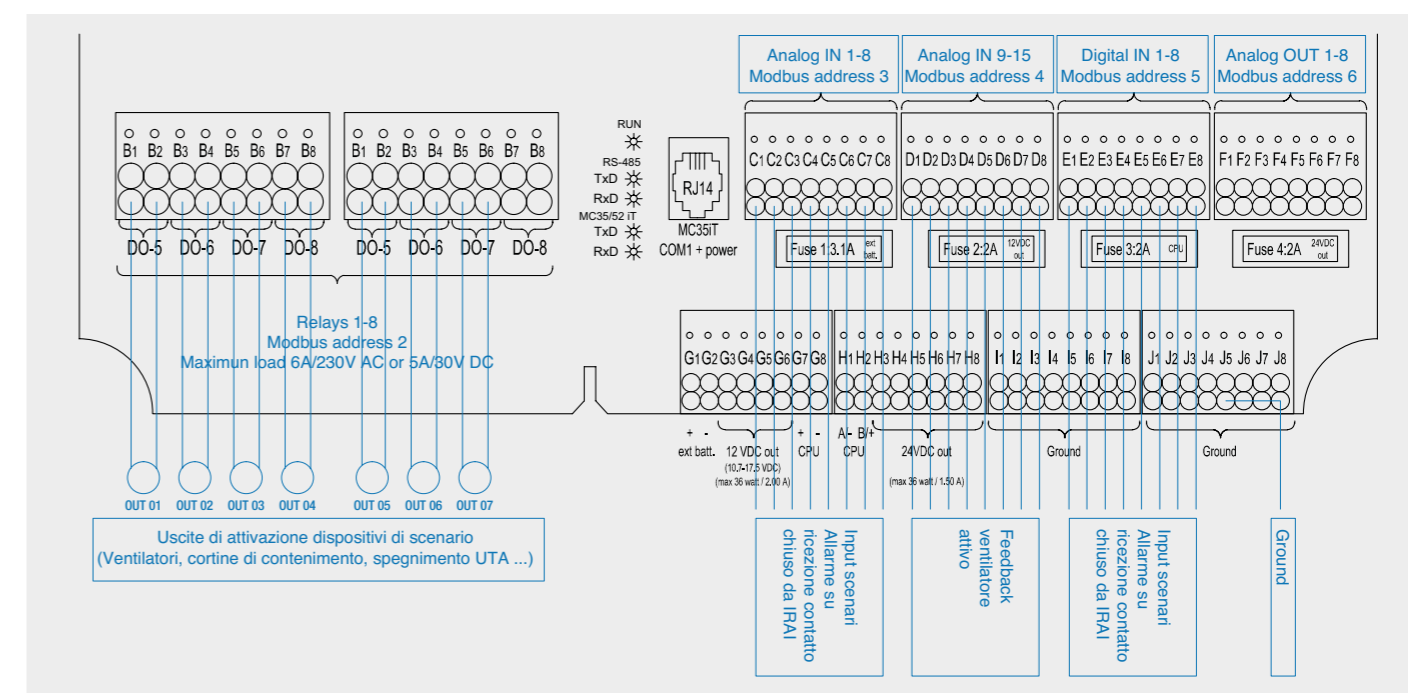 Analog IN 1-8
Modbus address 3
Analog IN 9-15
Modbus address 4
Digital IN 1-8
Modbus address 5
Analog OUT 1-8
Modbus address 6
B1 B2 B3 B4 B5 B6 B7 B8
DO-5 DO-6 DO-7 DO-8
B1 B2 B3 B4 B5 B6 B7 B8
DO-5 DO-6 DO-7 DO-8
RUN
RS-485
TxD
RxD
MC35/52 iT
TxD
RxD
RJ14
MC35iT
COM1 + power
C1 C2 C3 C4 C5 C6 C7 C8
D1 D2 D3 D4 D5 D6 D7 D8
E1 E2 E3 E4 E5 E6 E7 E8
F1 F2 F3 F4 F5 F6 F7 F8
Fuse 1:3.1A ext batt.
Fuse 2:2A 12VDC out
Fuse 3:2A CPU
Fuse 4:2A 24VDC out
Relays 1-8
Modbus address 2
Maximun load 6A/230V AC or 5A/30V DC
G1 G2 G3 G4 G5 G6 G7 G8
H1 H2 H3 H4 H5 H6 H7 H8
I1 I2 I3 I4 I5 I6 I7 I8
J1 J2 J3 J4 J5 J6 J7 J8
+ -
ext batt.
12 VDC out
(10.7-17.5 VDC)
(max 36 watt / 2,00 A)
+ -
CPU
A/- B/+
CPU
24VDC out
(max 36 watt / 1.50 A)
Ground
Ground
OUT 01
OUT 02
OUT 03
OUT 04
OUT 05
OUT 06
OUT 07
Uscite di attivazione dispositivi di scenario
(Ventilatori, cortine di contenimento, spegnimento UTA ...)
Input scenari
Allarme su
ricezione contatto
chiuso da IRAI
Feedback
ventilatore
attivo
Input scenari
Allarme su
ricezione contatto
chiuso da IRAI
Ground